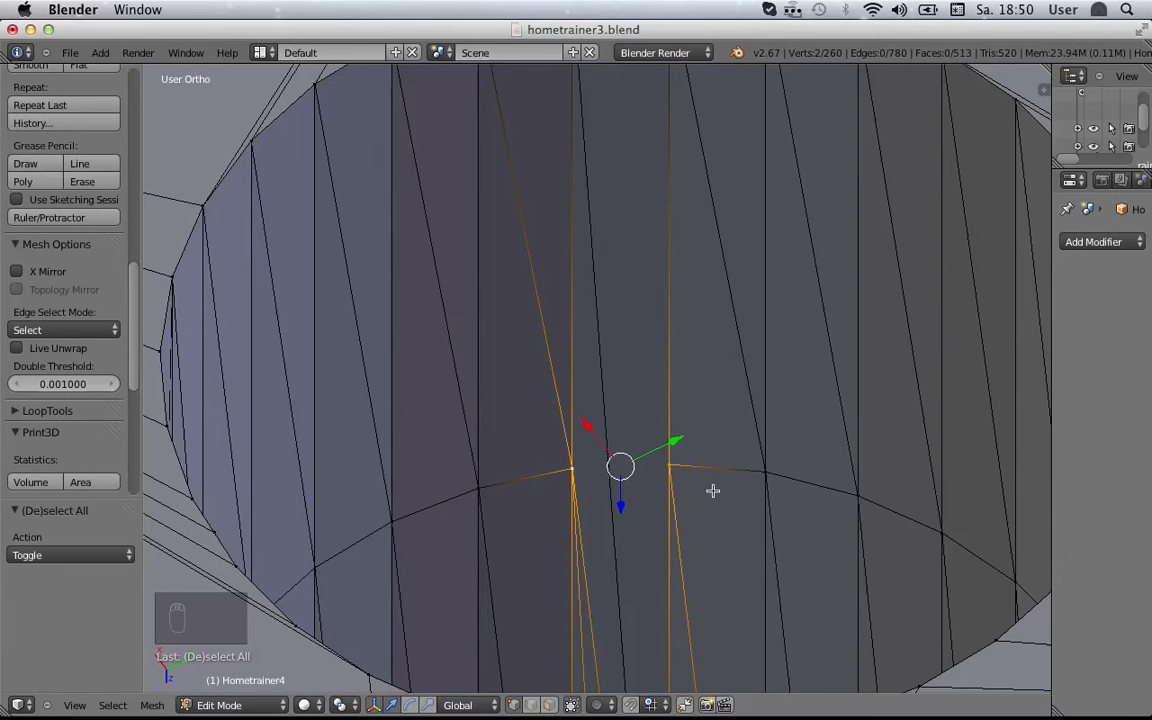 Blender Window Sa. 18:50 User
hometrainer3.blend
File Add Render Window Help Default Scene Blender Render v2.67 | Verts:2/260 | Edges:0/780 | Faces:0/513 | Tris:520 | Mem:23.94M (0.11M) | Hom
Smooth Flat
User Ortho
View
Repeat:
Repeat Last
History...
Grease Pencil:
Draw Line
Poly Erase
Use Sketching Sessi
Ruler/Protractor
Ho
Mesh Options
Add Modifier
X Mirror
Topology Mirror
Edge Select Mode:
Select
Live Unwrap
Double Threshold:
0.001000
LoopTools
Print3D
Statistics:
Volume Area
(De)select All
Action
Toggle
Last: (De)select All
(1) Hometrainer4
View Select Mesh Edit Mode Global